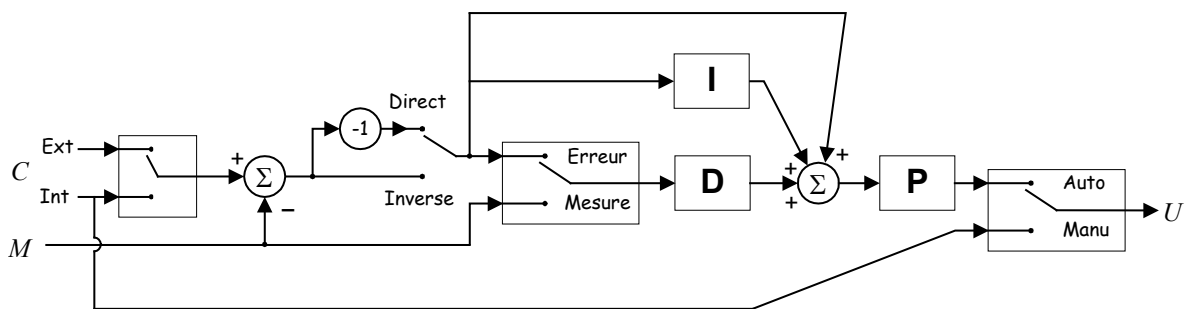 I
Direct
-1
Ext
Erreur
Auto
C
+
Σ
+
+
Σ
+
D
P
U
Int
−
Inverse
Mesure
Manu
M